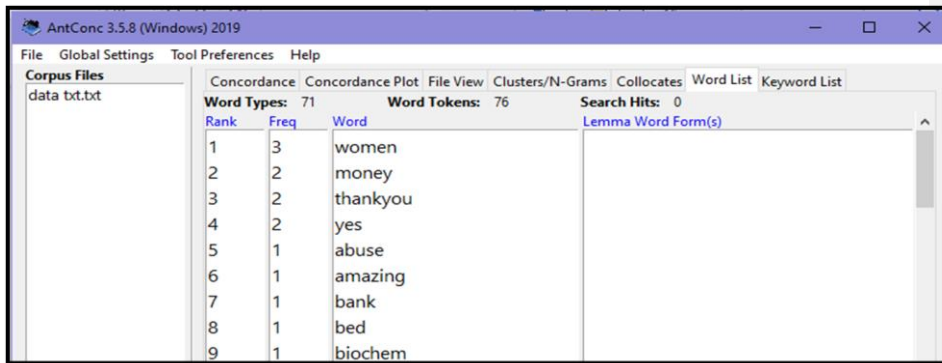 AntConc 3.5.8 (Windows) 2019
File Global Settings Tool Preferences Help
Corpus Files
data txt.txt
Concordance Concordance Plot File View Clusters/N-Grams Collocates Word List Keyword List
Word Types: 71 Word Tokens: 76 Search Hits: 0
Rank Freq Word Lemma Word Form(s)
1 3 women
2 2 money
3 2 thankyou
4 2 yes
5 1 abuse
6 1 amazing
7 1 bank
8 1 bed
9 1 biochem